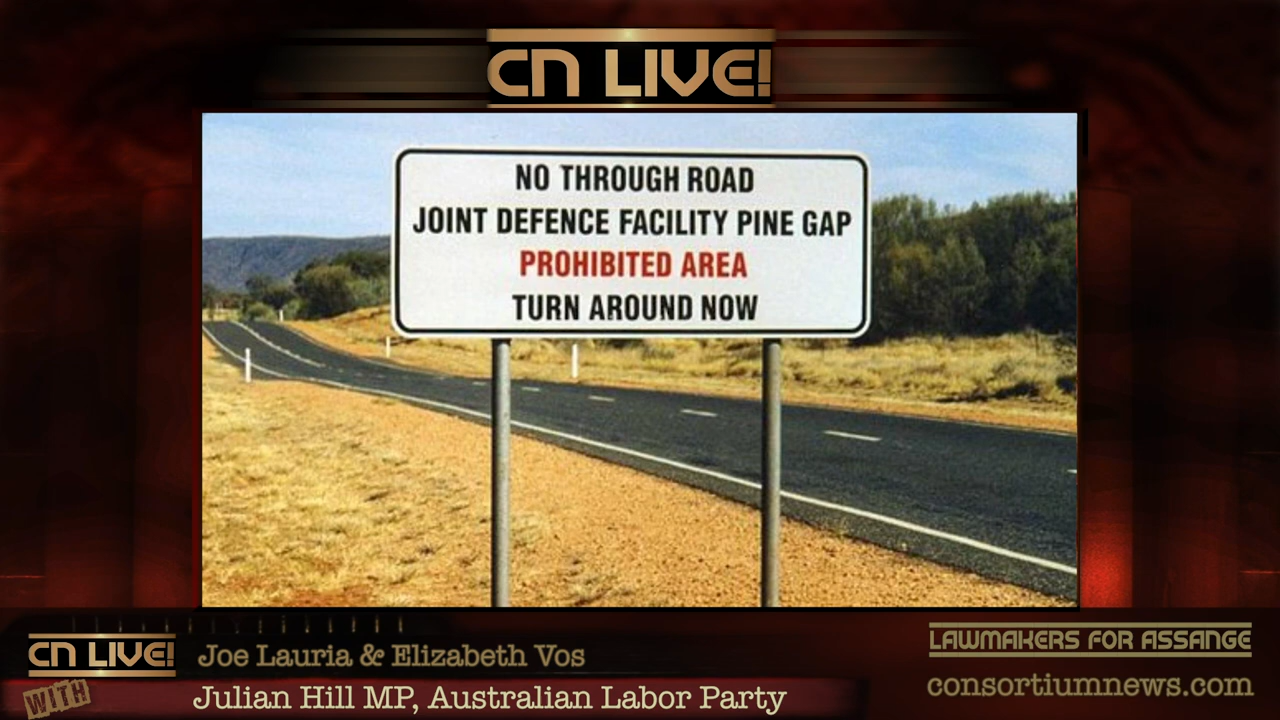 CN LIVE!
NO THROUGH ROAD
JOINT DEFENCE FACILITY PINE GAP
PROHIBITED AREA
TURN AROUND NOW
CN LIVE! Joe Lauria & Elizabeth Vos
WITH Julian Hill MP, Australian Labor Party
LAWMAKERS FOR ASSANGE
consortiumnews.com